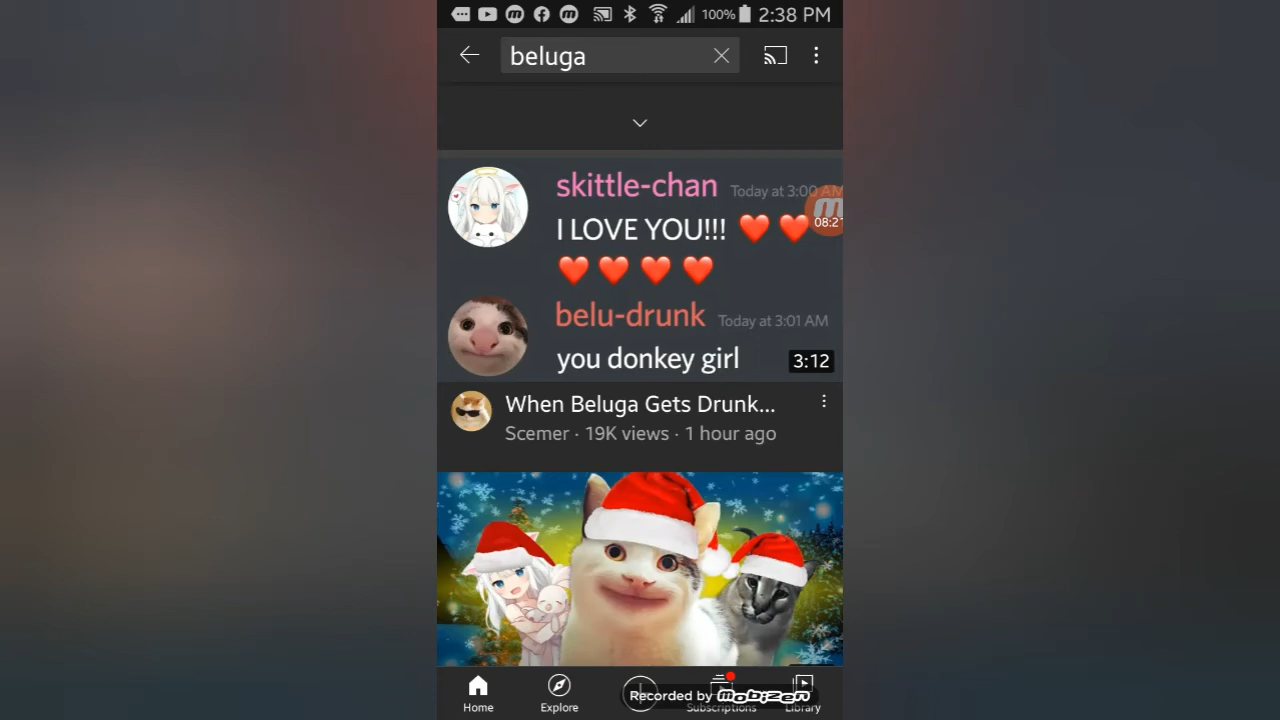 100% 2:38 PM
beluga
skittle-chan Today at 3:00 AM
I LOVE YOU!!! ❤️ ❤️
08:21
❤️ ❤️ ❤️ ❤️
belu-drunk Today at 3:01 AM
you donkey girl 3:12
When Beluga Gets Drunk...
Scemer · 19K views · 1 hour ago
Recorded by mobizen
Home Explore Subscriptions Library